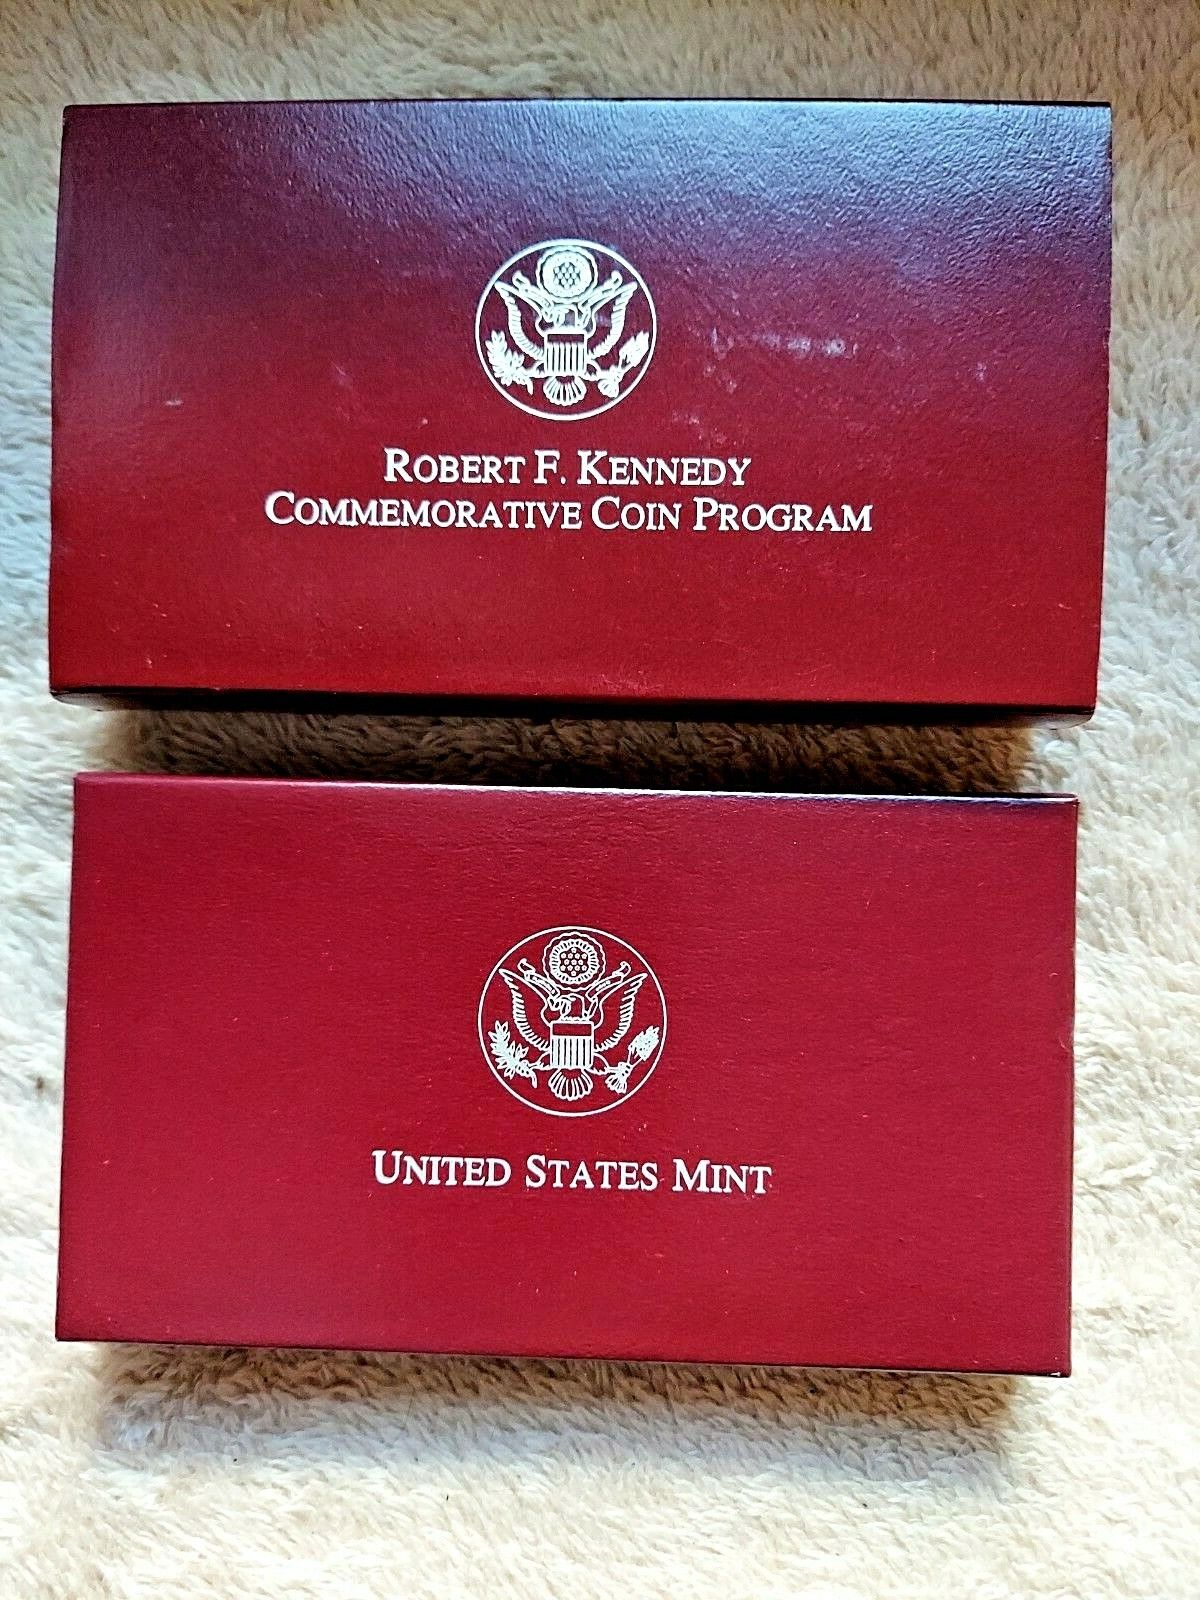 ROBERT F. KENNEDY
COMMEMORATIVE COIN PROGRAM
UNITED STATES MINT